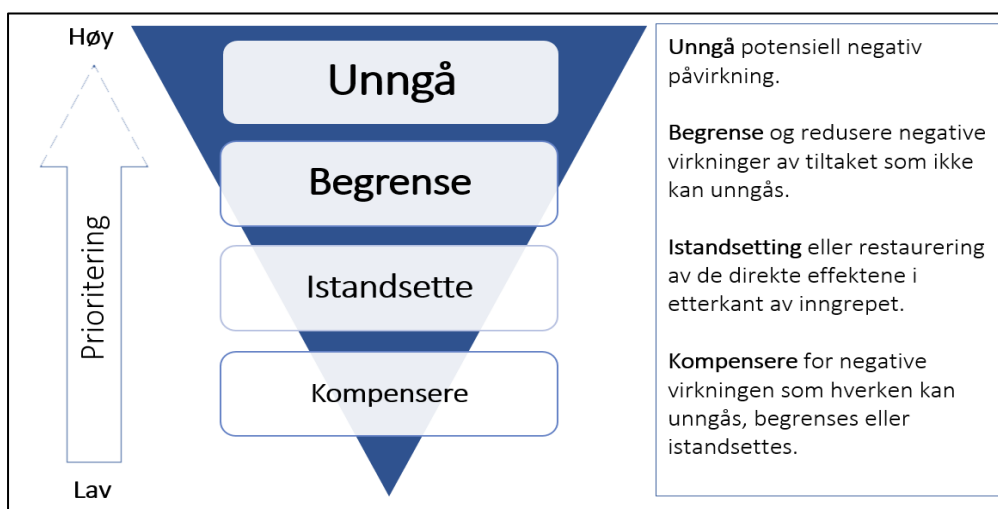 Høy
Prioritering
Lav
Unngå
Begrense
Istandsette
Kompensere
Unngå potensiell negativ
påvirkning.
Begrense og redusere negative
virkninger av tiltaket som ikke
kan unngås.
Istandsetting eller restaurering
av de direkte effektene i
etterkant av inngrepet.
Kompensere for negative
virkningen som hverken kan
unngås, begrenses eller
istandsettes.